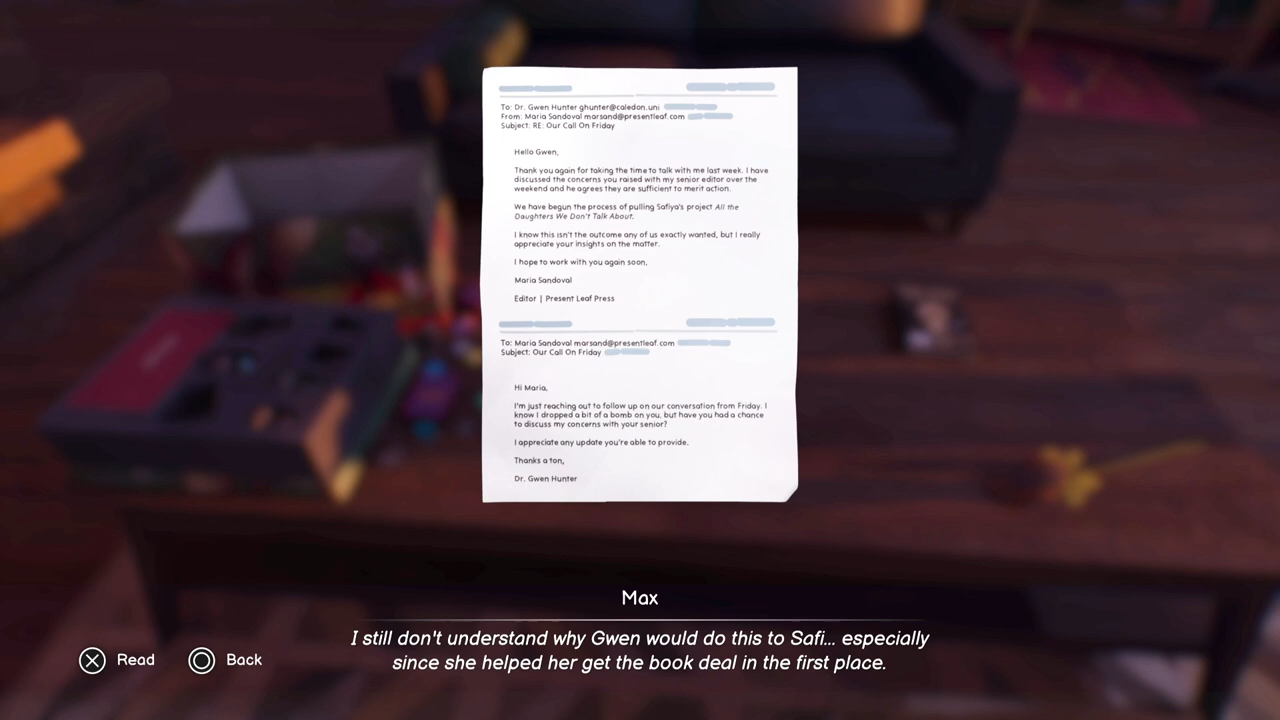 To: Dr. Gwen Hunter ghunter@caledon.uni
From: Maria Sandoval marsand@presentleaf.com
Subject: RE: Our Call On Friday
Hello Gwen,
Thank you again for taking the time to talk with me last week. I have
discussed the concerns you raised with my senior editor over the
weekend and he agrees they are sufficient to merit action.
We have begun the process of pulling Safiya's project All the
Daughters We Don't Talk About.
I know this isn't the outcome any of us exactly wanted, but I really
appreciate your insights on the matter.
I hope to work with you again soon,
Maria Sandoval
Editor | Present Leaf Press
To: Maria Sandoval marsand@presentleaf.com
Subject: Our Call On Friday
Hi Maria,
I'm just reaching out to follow up on our conversation from Friday. I
know I dropped a bit of a bomb on you, but have you had a chance
to discuss my concerns with your senior?
I appreciate any update you're able to provide.
Thanks a ton,
Dr. Gwen Hunter
Max
I still don't understand why Gwen would do this to Safi... especially
since she helped her get the book deal in the first place.
Read
Back